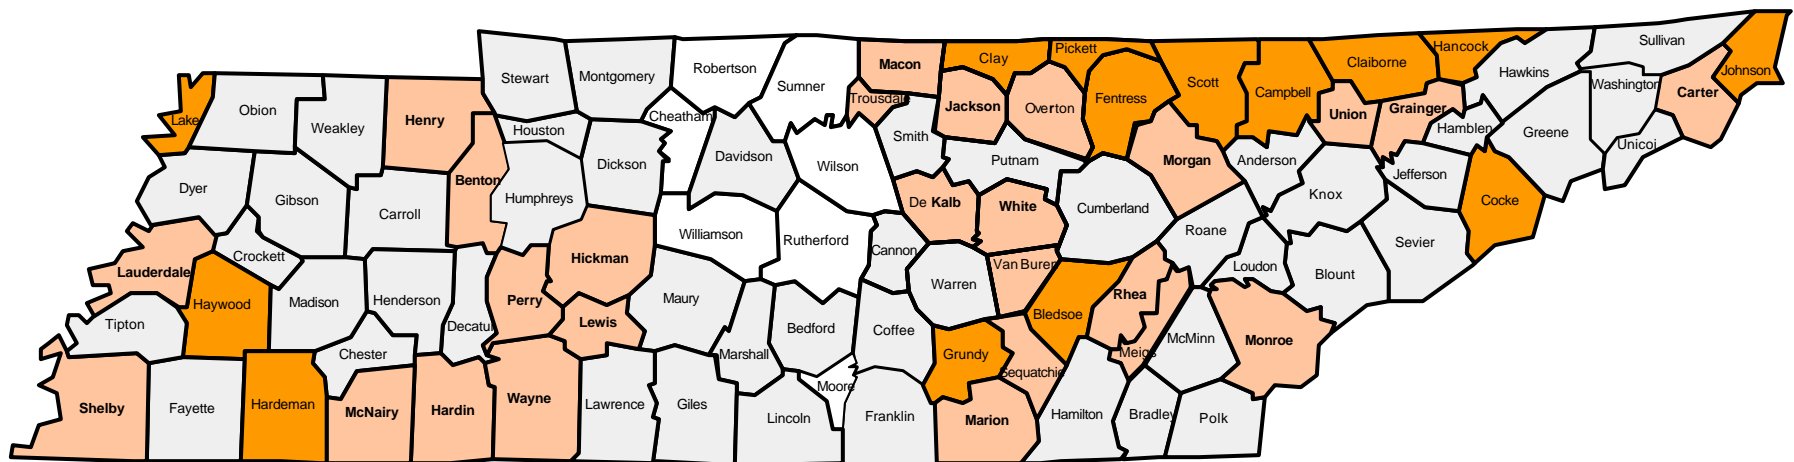 Lake
Obion
Weakley
Henry
Stewart
Montgomery
Robertson
Sumner
Macon
Trousdale
Clay
Pickett
Jackson
Overton
Fentress
Scott
Campbell
Claiborne
Hancock
Hawkins
Sullivan
Johnson
Washington
Carter
Union
Grainger
Hamblen
Greene
Unicoi
Houston
Cheatham
Dickson
Davidson
Wilson
Smith
Putnam
Morgan
Anderson
Knox
Jefferson
Cocke
Dyer
Gibson
Carroll
Benton
Humphreys
De Kalb
White
Cumberland
Roane
Loudon
Blount
Sevier
Williamson
Rutherford
Cannon
Warren
Van Buren
Bledsoe
Rhea
Lauderdale
Crockett
Haywood
Madison
Henderson
Decatur
Perry
Hickman
Lewis
Maury
Marshall
Bedford
Coffee
Grundy
Sequatchie
Meigs
McMinn
Monroe
Tipton
Chester
Shelby
Fayette
Hardeman
McNairy
Hardin
Wayne
Lawrence
Giles
Lincoln
Moore
Franklin
Marion
Hamilton
Bradley
Polk